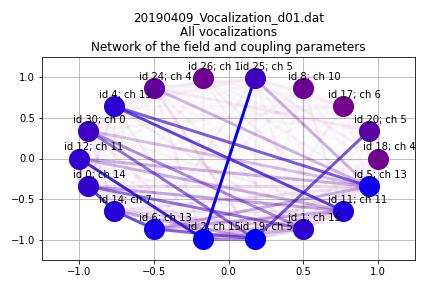 20190409_Vocalization_d01.dat
All vocalizations
Network of the field and coupling parameters
id 26; ch 1
id 25; ch 5
id 24; ch 4
id 8; ch 10
id 4; ch 13
id 17; ch 6
id 30; ch 0
id 20; ch 5
id 12; ch 11
id 18; ch 4
id 0; ch 14
id 5; ch 13
id 14; ch 7
id 11; ch 11
id 6; ch 13
id 1; ch 15
id 2; ch 15
id 19; ch 5
1.0
0.5
0.0
−0.5
−1.0
−1.0
−0.5
0.0
0.5
1.0